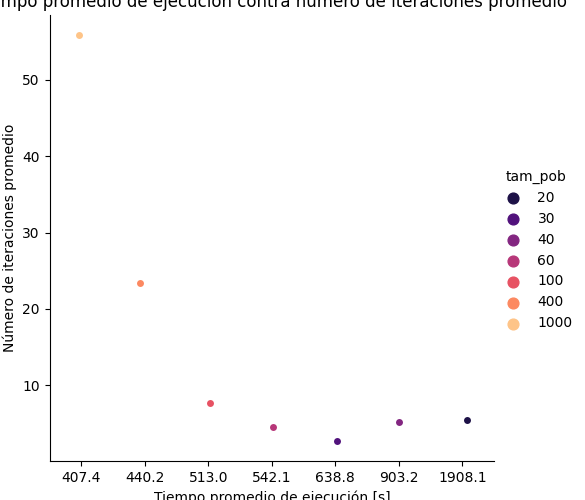 mpo promedio de ejecución contra número de iteraciones promedio
Número de iteraciones promedio
50
40
30
20
10
407.4 440.2 513.0 542.1 638.8 903.2 1908.1
Tiempo promedio de ejecución [s]
tam_pob
20
30
40
60
100
400
1000